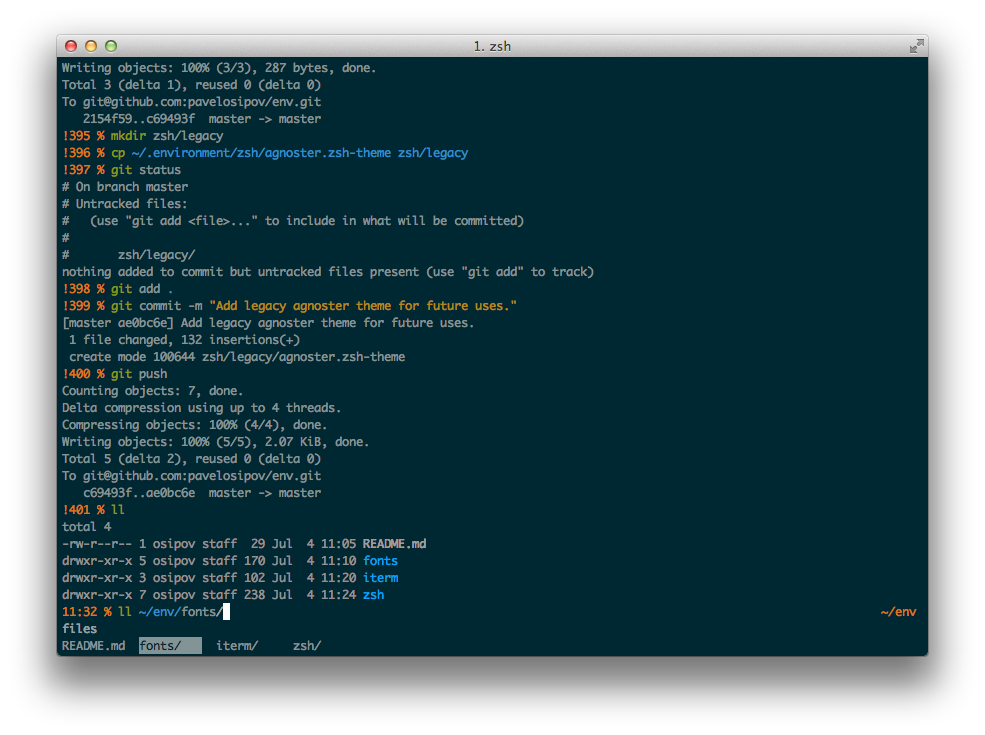 1. zsh
Writing objects: 100% (3/3), 287 bytes, done.
Total 3 (delta 1), reused 0 (delta 0)
To git@github.com:pavelosipov/env.git
   2154f59..c69493f  master -> master
!395 % mkdir zsh/legacy
!396 % cp ~/.environment/zsh/agnoster.zsh-theme zsh/legacy
!397 % git status
# On branch master
# Untracked files:
#   (use "git add <file>..." to include in what will be committed)
#
#       zsh/legacy/
nothing added to commit but untracked files present (use "git add" to track)
!398 % git add .
!399 % git commit -m "Add legacy agnoster theme for future uses."
[master ae0bc6e] Add legacy agnoster theme for future uses.
 1 file changed, 132 insertions(+)
 create mode 100644 zsh/legacy/agnoster.zsh-theme
!400 % git push
Counting objects: 7, done.
Delta compression using up to 4 threads.
Compressing objects: 100% (4/4), done.
Writing objects: 100% (5/5), 2.07 KiB, done.
Total 5 (delta 2), reused 0 (delta 0)
To git@github.com:pavelosipov/env.git
   c69493f..ae0bc6e  master -> master
!401 % ll
total 4
-rw-r--r-- 1 osipov staff  29 Jul  4 11:05 README.md
drwxr-xr-x 5 osipov staff 170 Jul  4 11:10 fonts
drwxr-xr-x 3 osipov staff 102 Jul  4 11:20 iterm
drwxr-xr-x 7 osipov staff 238 Jul  4 11:24 zsh
11:32 % ll ~/env/fonts/ ~/env
files
README.md  fonts/  iterm/  zsh/